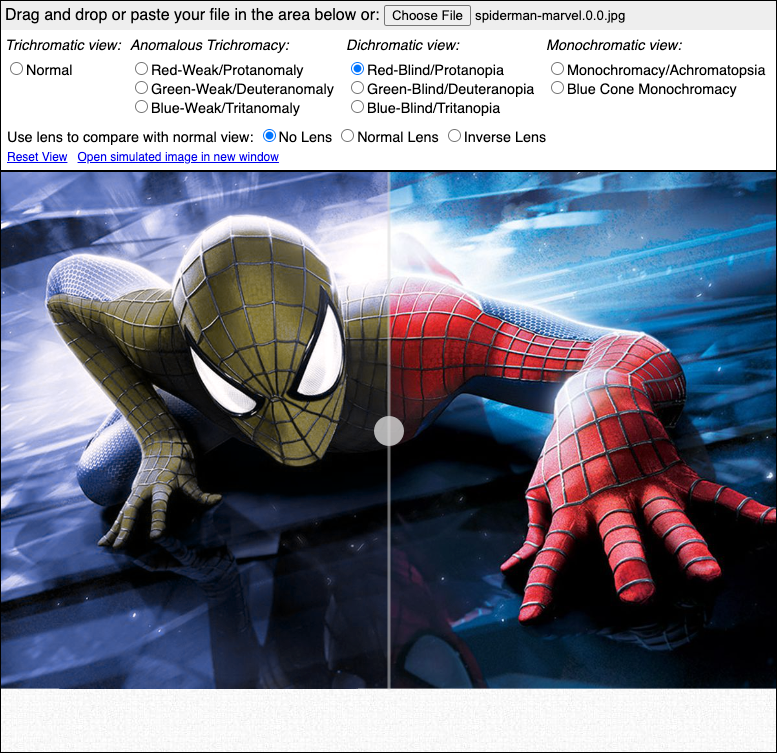 Drag and drop or paste your file in the area below or: Choose File spiderman-marvel.0.0.jpg
Trichromatic view: Anomalous Trichromacy: Dichromatic view: Monochromatic view:
Normal Red-Weak/Protanomaly Red-Blind/Protanopia Monochromacy/Achromatopsia
Green-Weak/Deuteranomaly Green-Blind/Deuteranopia Blue Cone Monochromacy
Blue-Weak/Tritanomaly Blue-Blind/Tritanopia
Use lens to compare with normal view: No Lens Normal Lens Inverse Lens
Reset View Open simulated image in new window